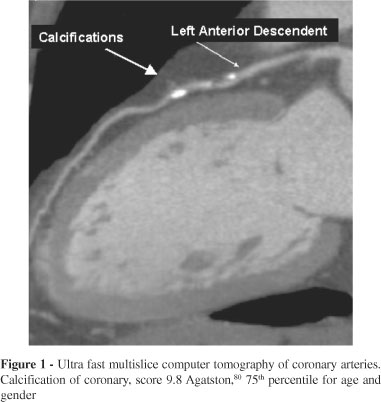 Calcifications
Left Anterior Descendent
Figure 1 - Ultra fast multislice computer tomography of coronary arteries.
Calcification of coronary, score 9.8 Agatston,80 75th percentile for age and
gender